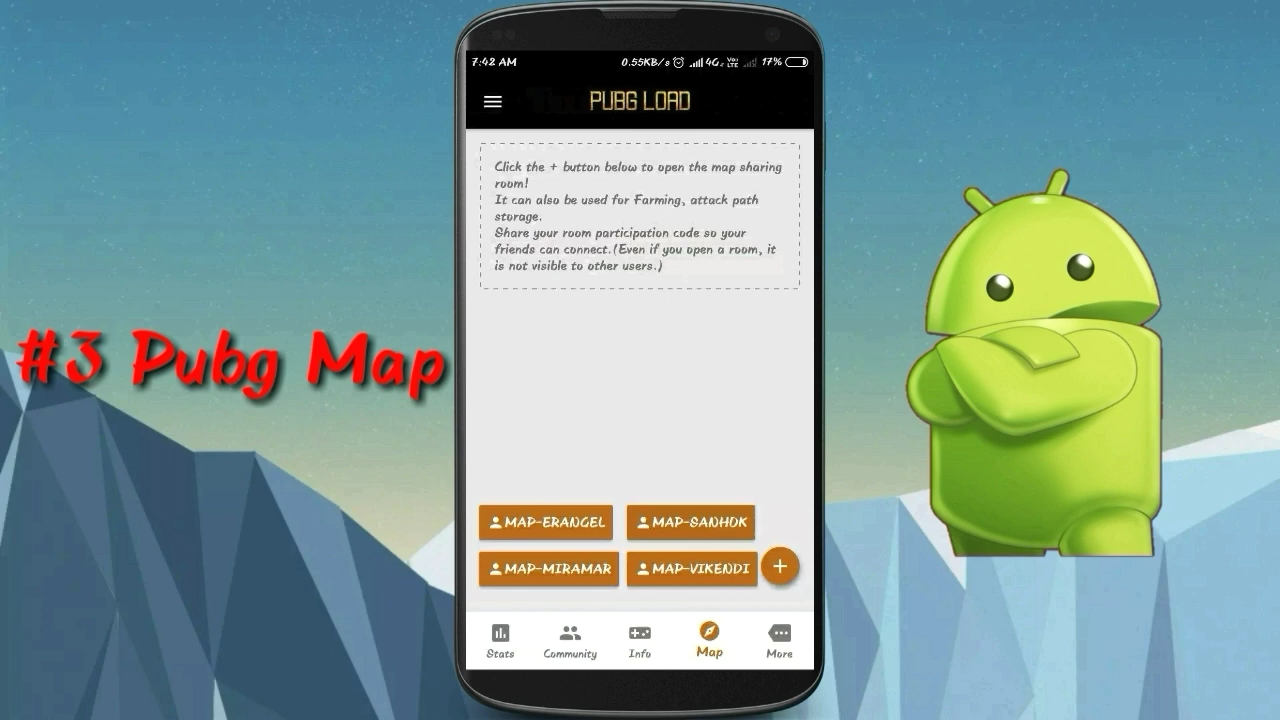 7:42 AM 0.55KB/s 4G Vo LTE 17%
PUBG LOAD
Click the + button below to open the map sharing
room!
It can also be used for Farming, attack path
storage.
Share your room participation code so your
friends can connect.(Even if you open a room, it
is not visible to other users.)
#3 Pubg Map
MAP-ERANGEL MAP-SANHOK
MAP-MIRAMAR MAP-VIKENDI +
Stats Community Info Map More